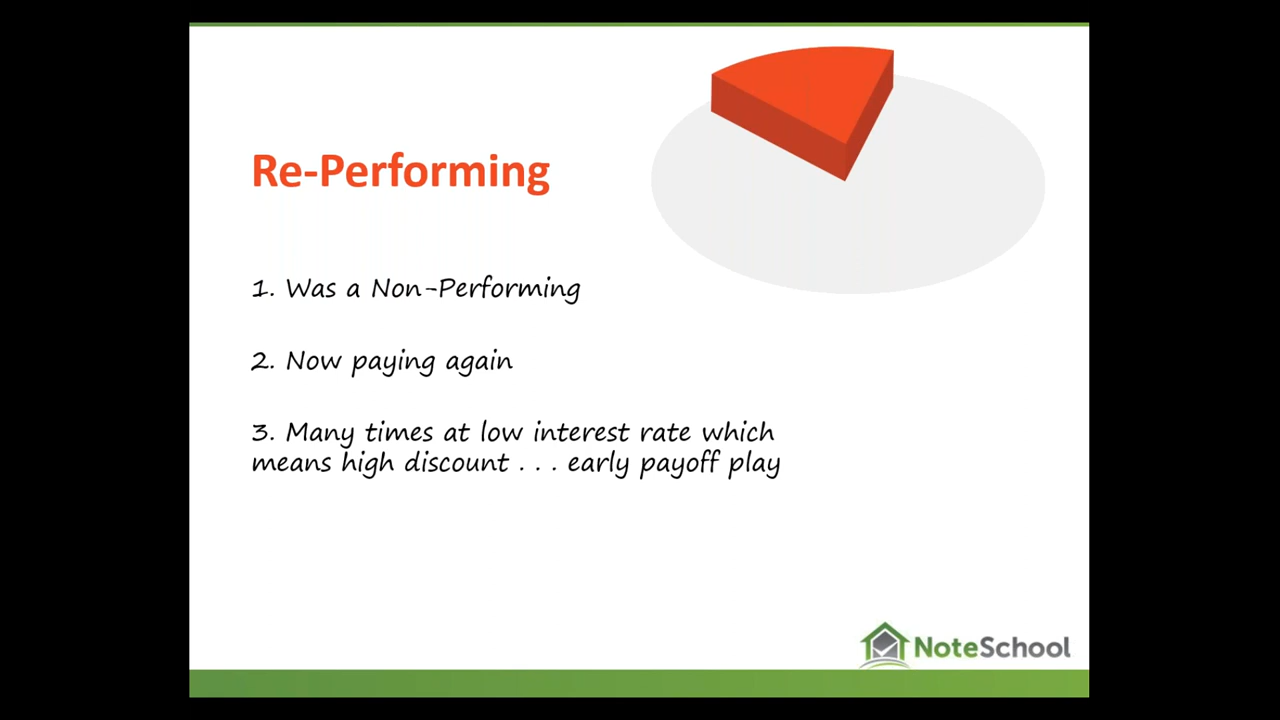 Re-Performing
1. Was a Non-Performing
2. Now paying again
3. Many times at low interest rate which
means high discount . . . early payoff play
NoteSchool